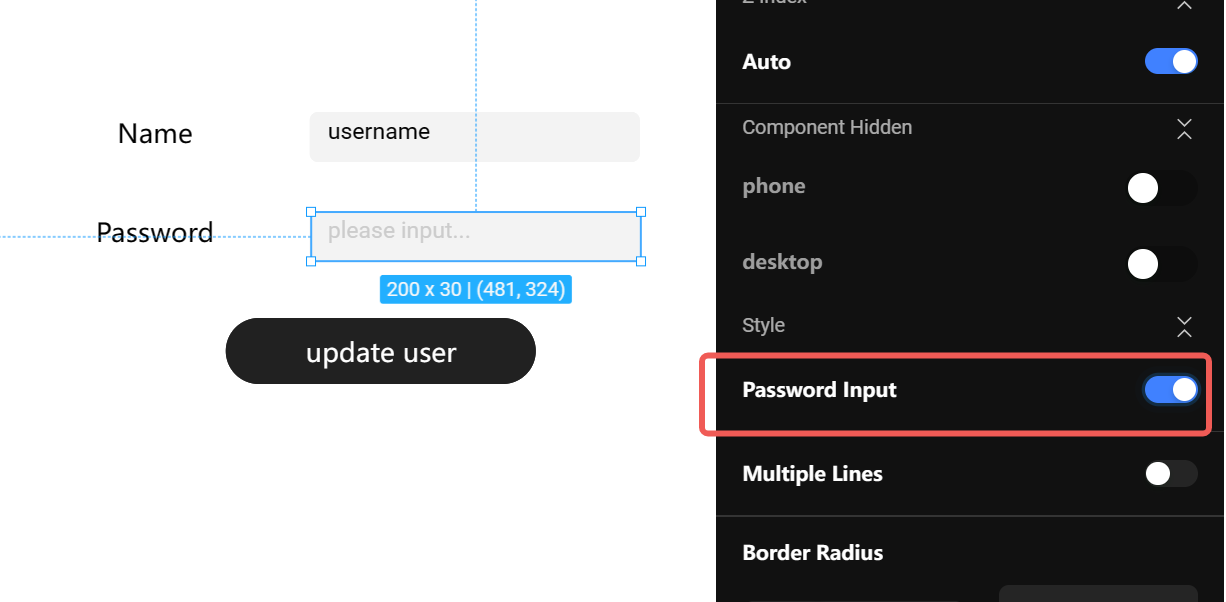 Name
username
Password
please input...
200 x 30 | (481, 324)
update user
Z Index
Auto
Component Hidden
phone
desktop
Style
Password Input
Multiple Lines
Border Radius